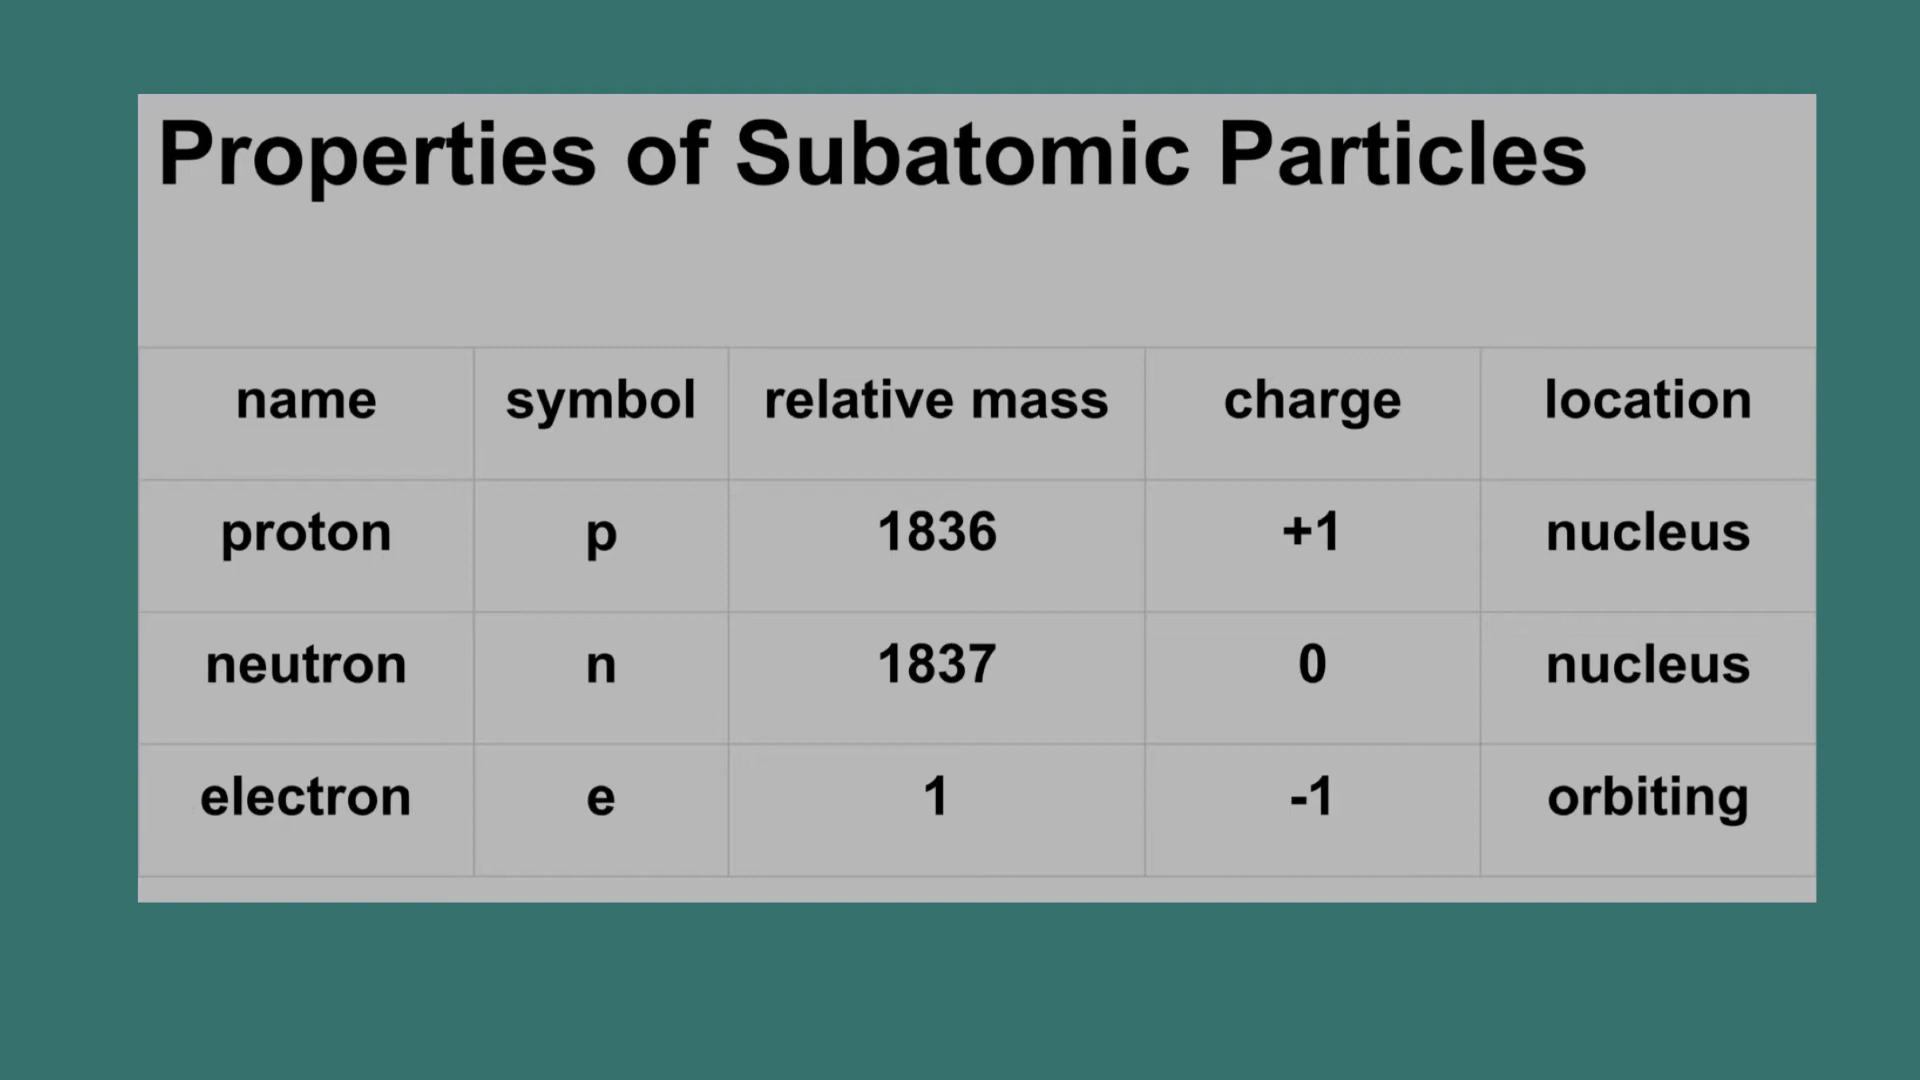 Properties of Subatomic Particles
name symbol relative mass charge location
proton p 1836 +1 nucleus
neutron n 1837 0 nucleus
electron e 1 -1 orbiting